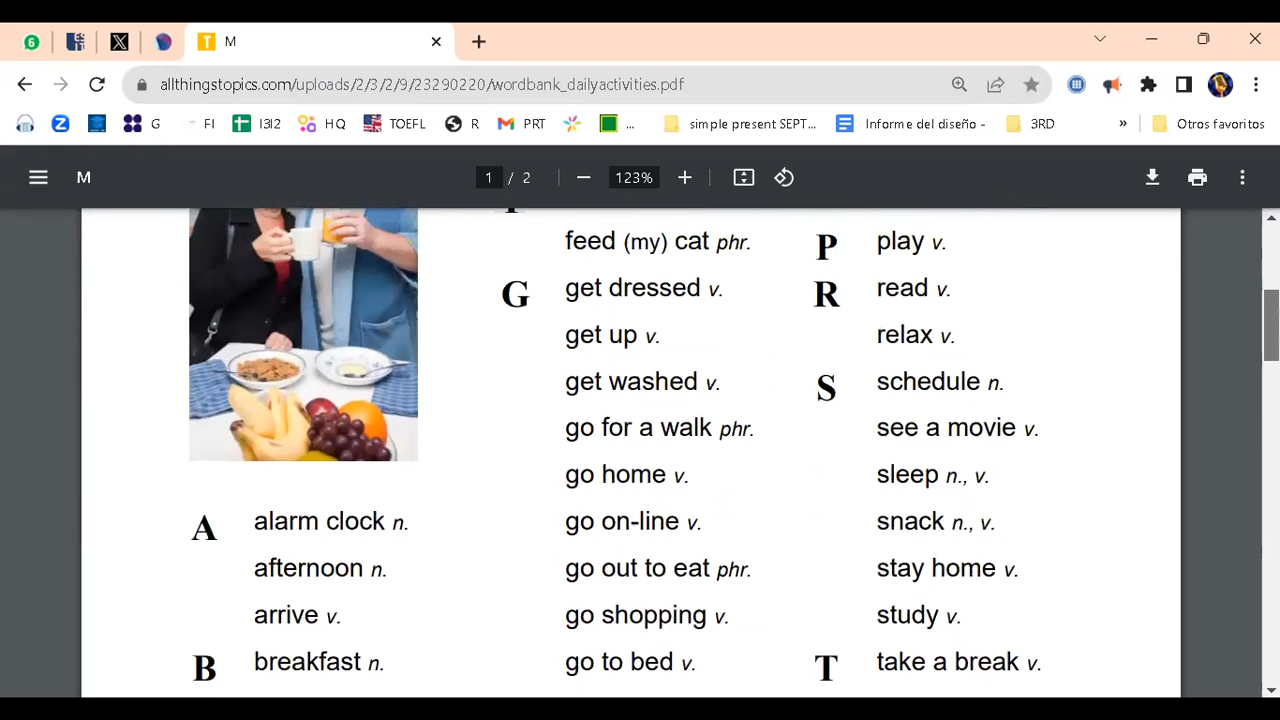 6
T
M
allthingstopics.com/uploads/2/3/2/9/23290220/wordbank_dailyactivities.pdf
G
FI
I3I2
HQ
TOEFL
R
PRT
...
simple present SEPT...
Informe del diseño -
3RD
»
Otros favoritos
M
1 / 2
123%
feed (my) cat phr.
G get dressed v.
get up v.
get washed v.
go for a walk phr.
go home v.
go on-line v.
go out to eat phr.
go shopping v.
go to bed v.
P play v.
R read v.
relax v.
S schedule n.
see a movie v.
sleep n., v.
snack n., v.
stay home v.
study v.
T take a break v.
A alarm clock n.
afternoon n.
arrive v.
B breakfast n.